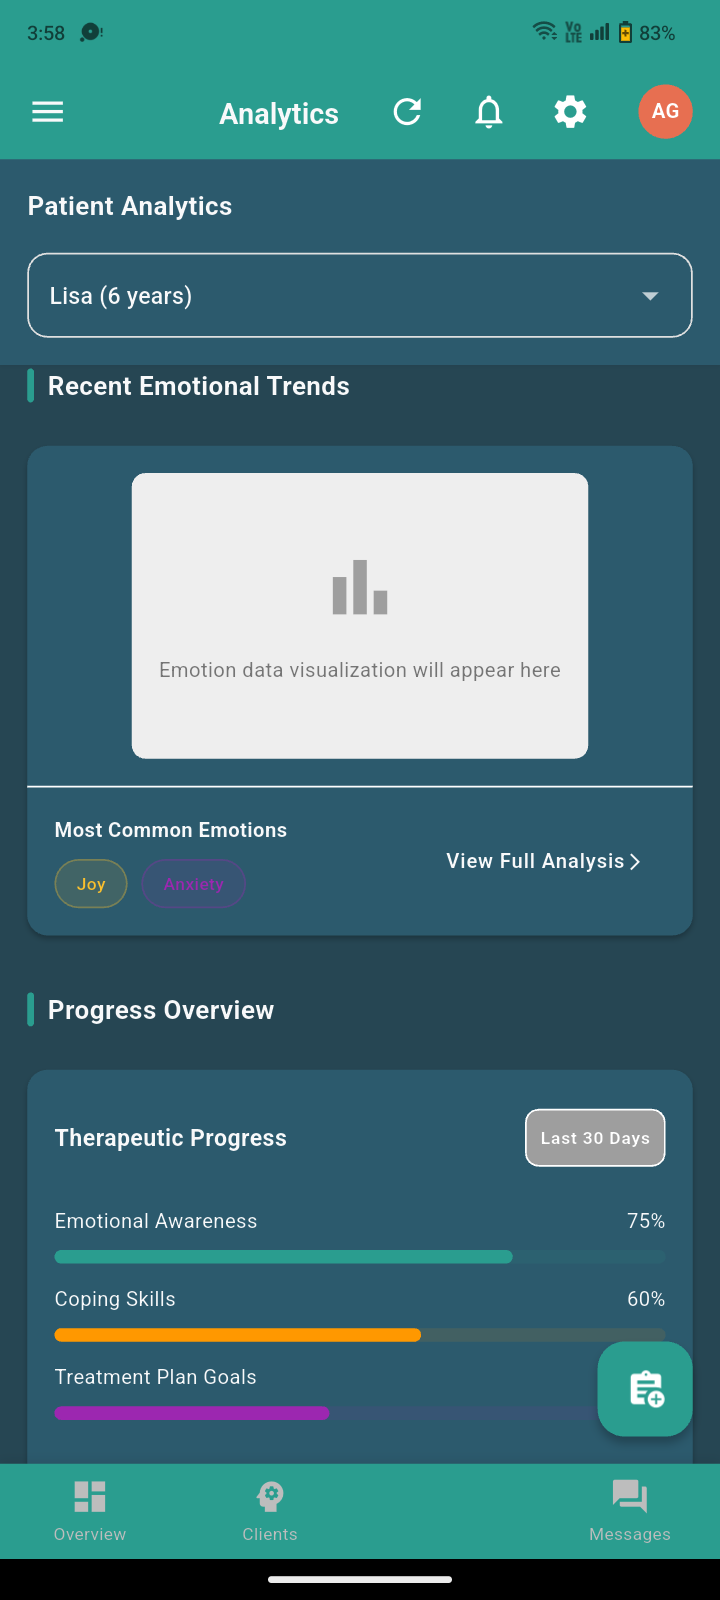 3:58
Vo LTE
83%
Analytics
AG
Patient Analytics
Lisa (6 years)
Recent Emotional Trends
Emotion data visualization will appear here
Most Common Emotions
Joy
Anxiety
View Full Analysis
Progress Overview
Therapeutic Progress
Last 30 Days
Emotional Awareness
75%
Coping Skills
60%
Treatment Plan Goals
Overview
Clients
Messages